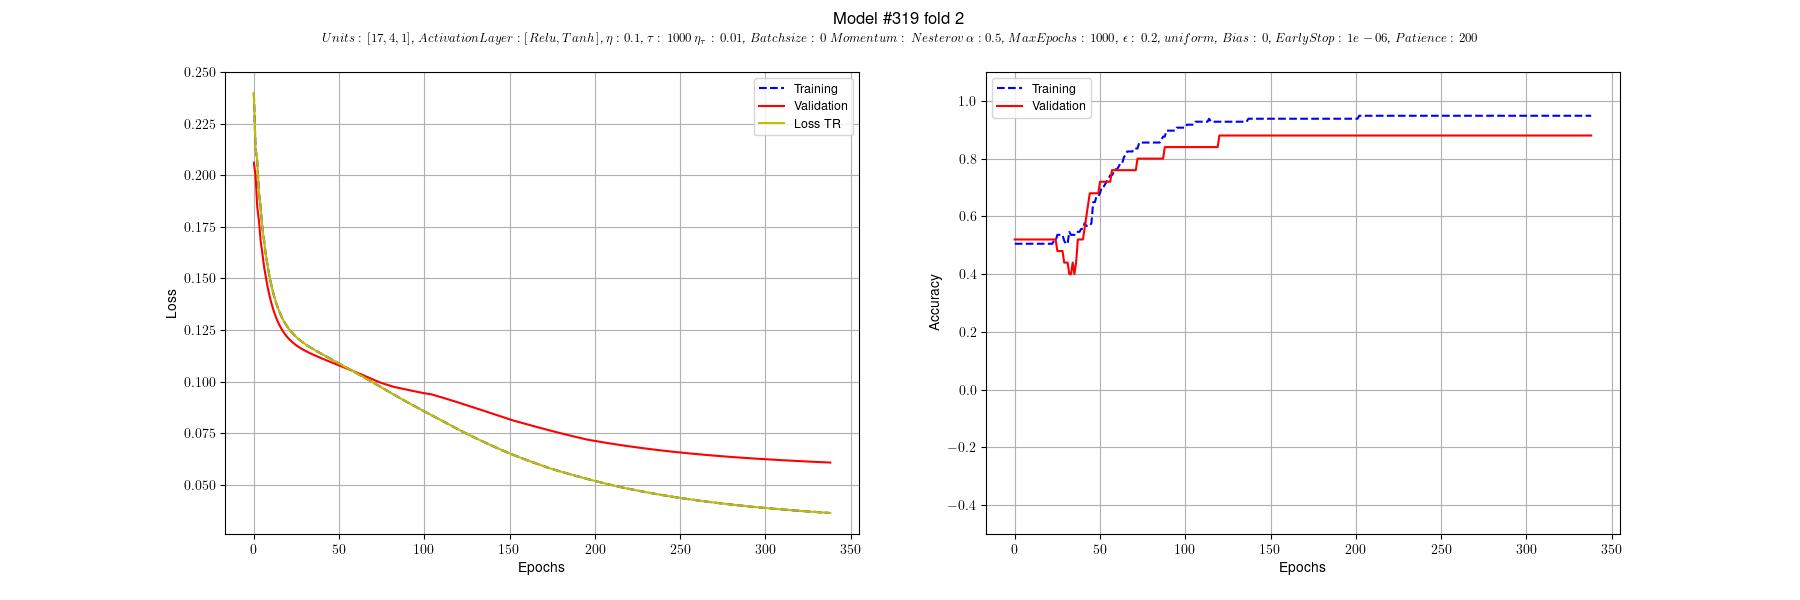 Model #319 fold 2
Units : [17, 4, 1], ActivationLayer : [Relu, Tanh], η : 0.1, τ : 1000 ητ : 0.01, Batchsize : 0 Momentum : Nesterov α : 0.5, MaxEpochs : 1000, ϵ : 0.2, uniform, Bias : 0, EarlyStop : 1e − 06, Patience : 200
0.250
0.225
0.200
0.175
0.150
0.125
0.100
0.075
0.050
Loss
Training
Validation
Loss TR
0 50 100 150 200 250 300 350
Epochs
1.0
0.8
0.6
0.4
0.2
0.0
−0.2
−0.4
Accuracy
Training
Validation
0 50 100 150 200 250 300 350
Epochs